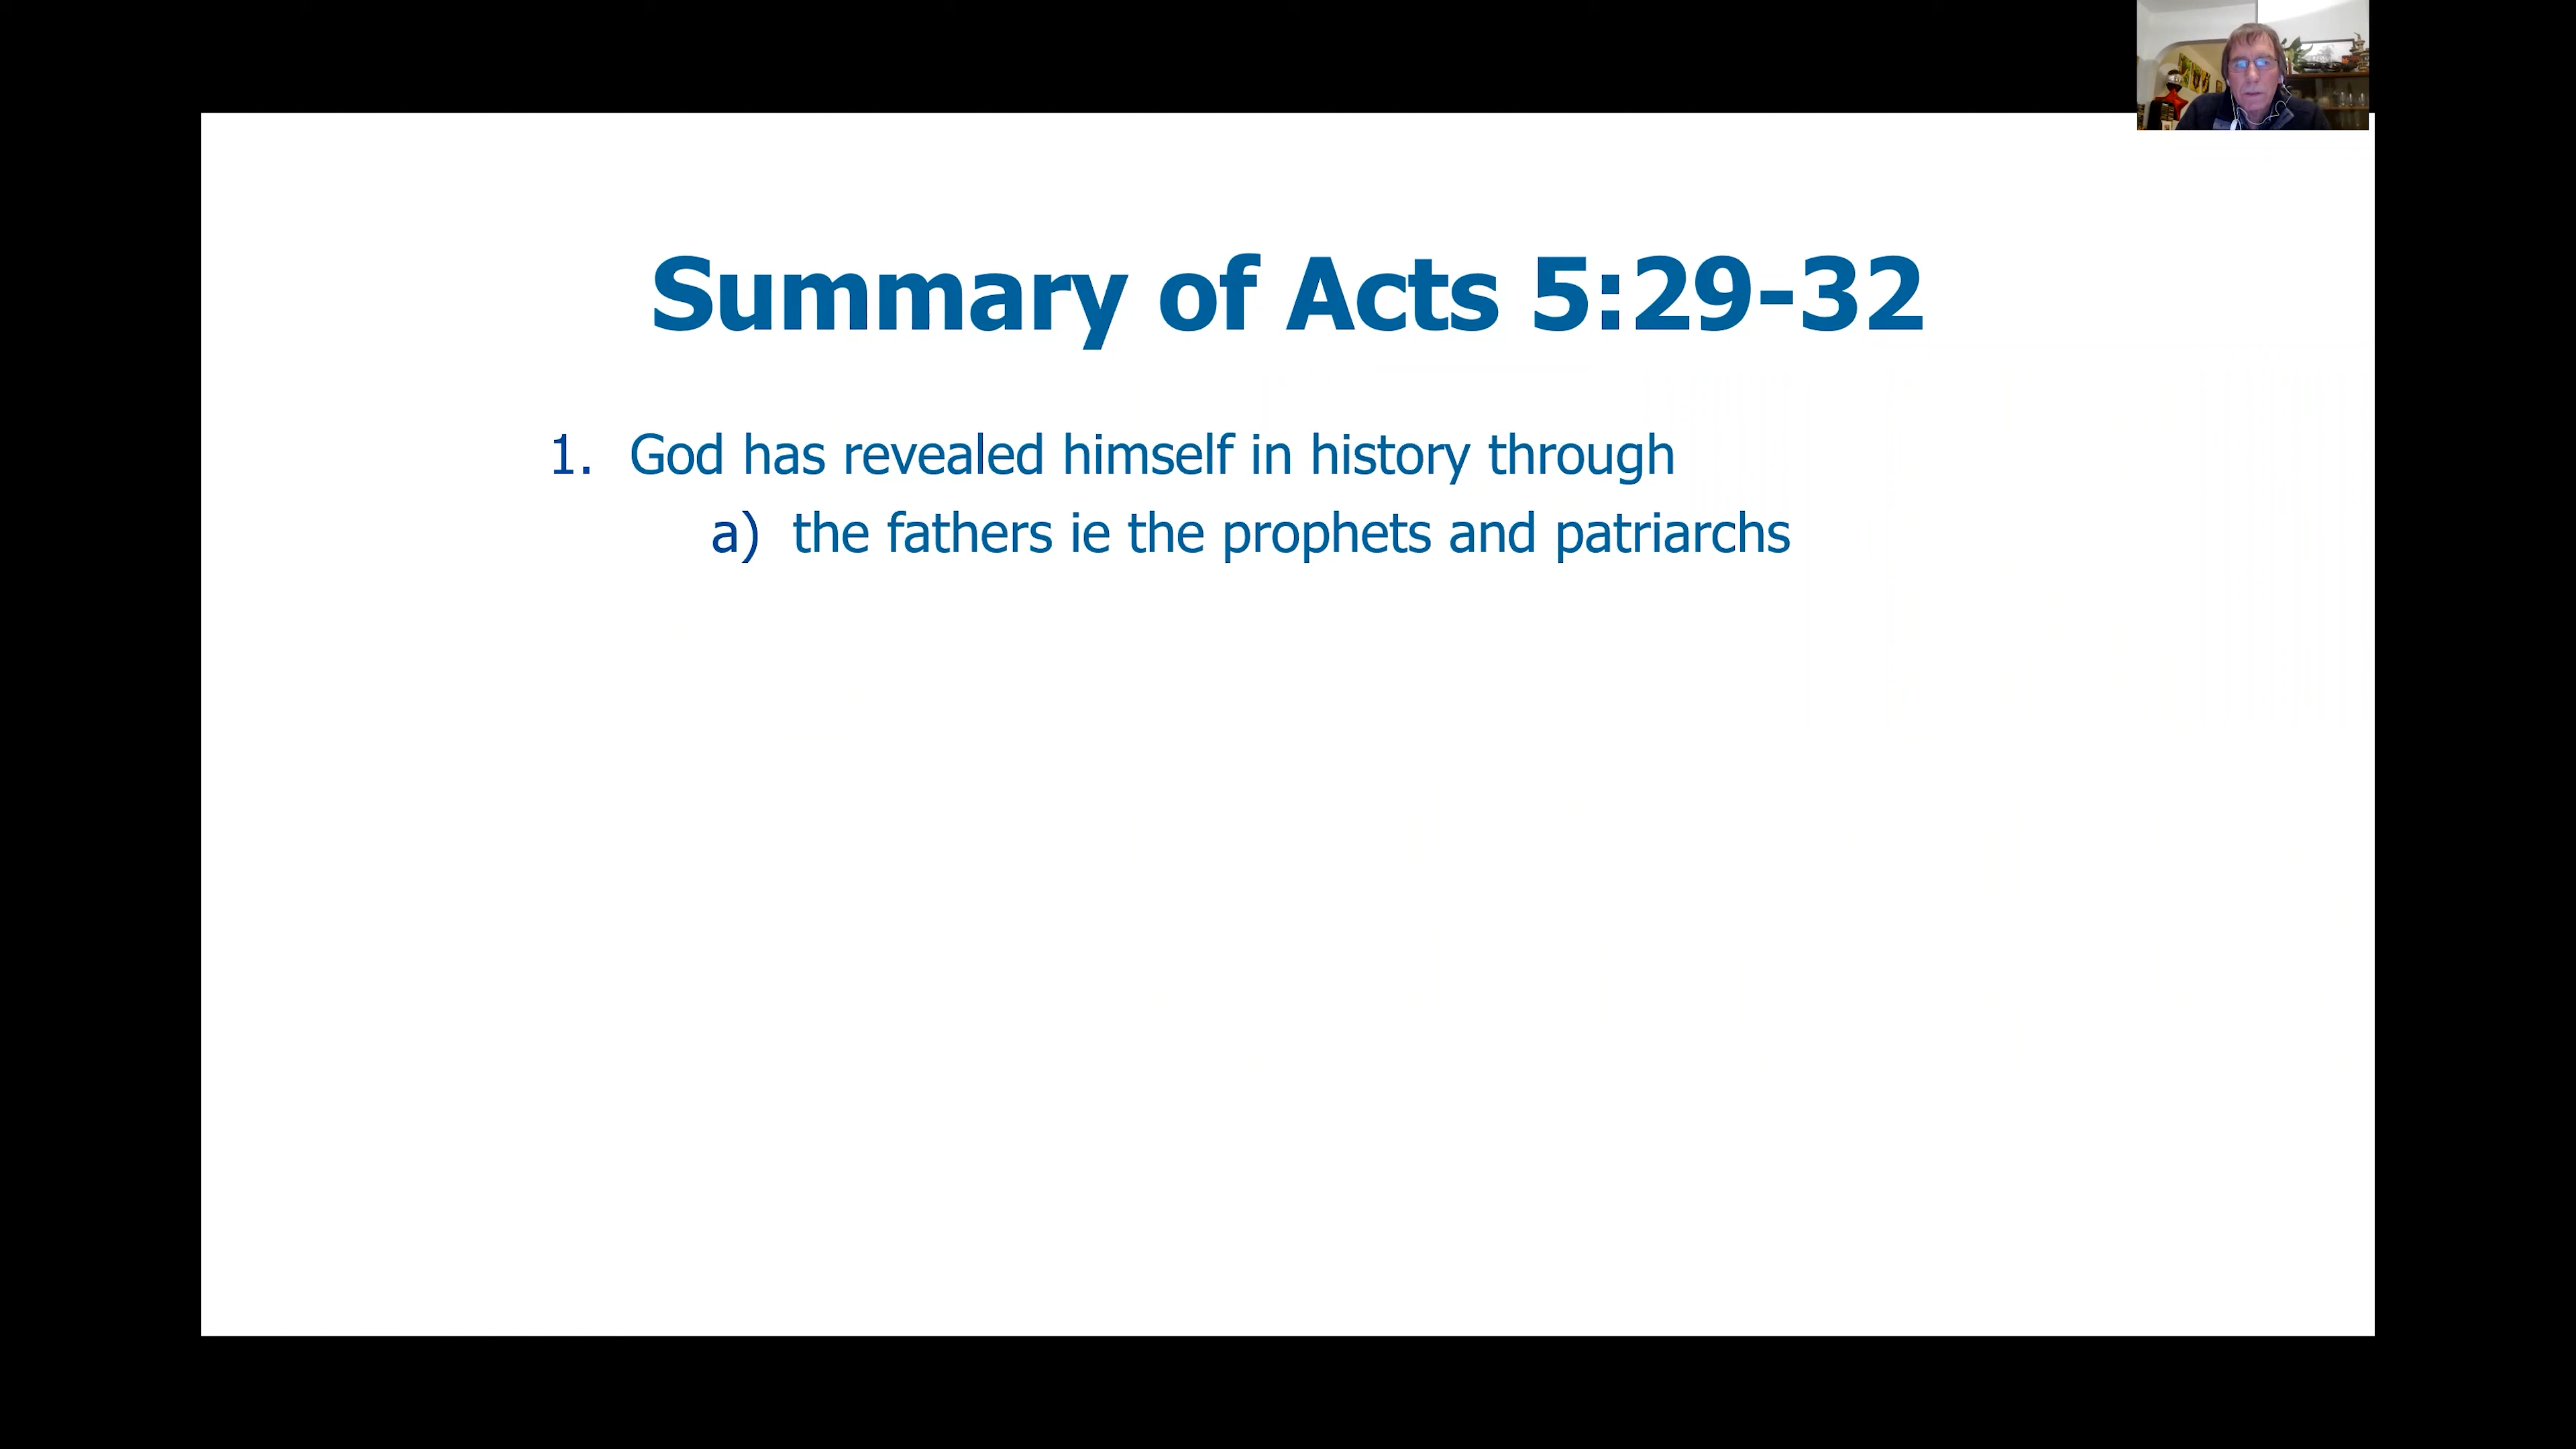 Summary of Acts 5:29-32
1. God has revealed himself in history through
a) the fathers ie the prophets and patriarchs